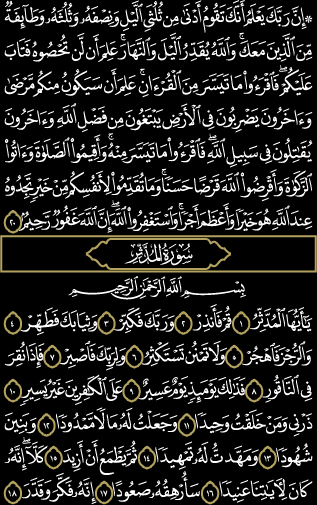 ۞إِنَّ رَبَّكَ يَعْلَمُ أَنَّكَ تَقُومُ أَدْنَىٰ مِن ثُلُثَيِ ٱلَّيْلِ وَنِصْفَهُۥ وَثُلُثَهُۥ وَطَآئِفَةٌ
مِّنَ ٱلَّذِينَ مَعَكَۚ وَٱللَّهُ يُقَدِّرُ ٱلَّيْلَ وَٱلنَّهَارَۚ عَلِمَ أَن لَّن تُحْصُوهُ فَتَابَ
عَلَيْكُمْۖ فَٱقْرَءُوا۟ مَا تَيَسَّرَ مِنَ ٱلْقُرْءَانِۚ عَلِمَ أَن سَيَكُونُ مِنكُم مَّرْضَىٰ
وَءَاخَرُونَ يَضْرِبُونَ فِى ٱلْأَرْضِ يَبْتَغُونَ مِن فَضْلِ ٱللَّهِ وَءَاخَرُونَ
يُقَٰتِلُونَ فِى سَبِيلِ ٱللَّهِۖ فَٱقْرَءُوا۟ مَا تَيَسَّرَ مِنْهُۚ وَأَقِيمُوا۟ ٱلصَّلَوٰةَ وَءَاتُوا۟
ٱلزَّكَوٰةَ وَأَقْرِضُوا۟ ٱللَّهَ قَرْضًا حَسَنًاۚ وَمَا تُقَدِّمُوا۟ لِأَنفُسِكُم مِّنْ خَيْرٍ تَجِدُوهُ
عِندَ ٱللَّهِ هُوَ خَيْرًا وَأَعْظَمَ أَجْرًاۚ وَٱسْتَغْفِرُوا۟ ٱللَّهَۖ إِنَّ ٱللَّهَ غَفُورٌ رَّحِيمٌۢ ٢٠
سُورَةُ المُدَّثِّرِ
بِسْمِ ٱللَّهِ ٱلرَّحْمَٰنِ ٱلرَّحِيمِ
يَٰٓأَيُّهَا ٱلْمُدَّثِّرُ ١ قُمْ فَأَنذِرْ ٢ وَرَبَّكَ فَكَبِّرْ ٣ وَثِيَابَكَ فَطَهِّرْ ٤
وَٱلرُّجْزَ فَٱهْجُرْ ٥ وَلَا تَمْنُن تَسْتَكْثِرُ ٦ وَلِرَبِّكَ فَٱصْبِرْ ٧ فَإِذَا نُقِرَ
فِى ٱلنَّاقُورِ ٨ فَذَٰلِكَ يَوْمَئِذٍ يَوْمٌ عَسِيرٌ ٩ عَلَى ٱلْكَٰفِرِينَ غَيْرُ يَسِيرٍ ١٠
ذَرْنِى وَمَنْ خَلَقْتُ وَحِيدًا ١١ وَجَعَلْتُ لَهُۥ مَالًا مَّمْدُودًا ١٢ وَبَنِينَ
شُهُودًا ١٣ وَمَهَّدتُّ لَهُۥ تَمْهِيدًا ١٤ ثُمَّ يَطْمَعُ أَنْ أَزِيدَ ١٥ كَلَّآۖ إِنَّهُۥ
كَانَ لِءَايَٰتِنَا عَنِيدًا ١٦ سَأُرْهِقُهُۥ صَعُودًا ١٧ إِنَّهُۥ فَكَّرَ وَقَدَّرَ ١٨